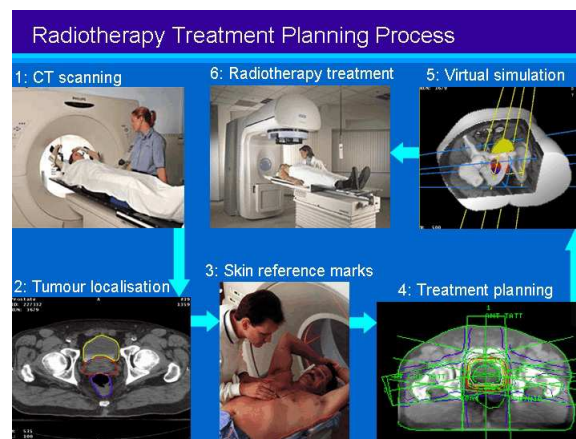 Radiotherapy Treatment Planning Process
1: CT scanning
6: Radiotherapy treatment
5: Virtual simulation
2: Tumour localisation
3: Skin reference marks
4: Treatment planning